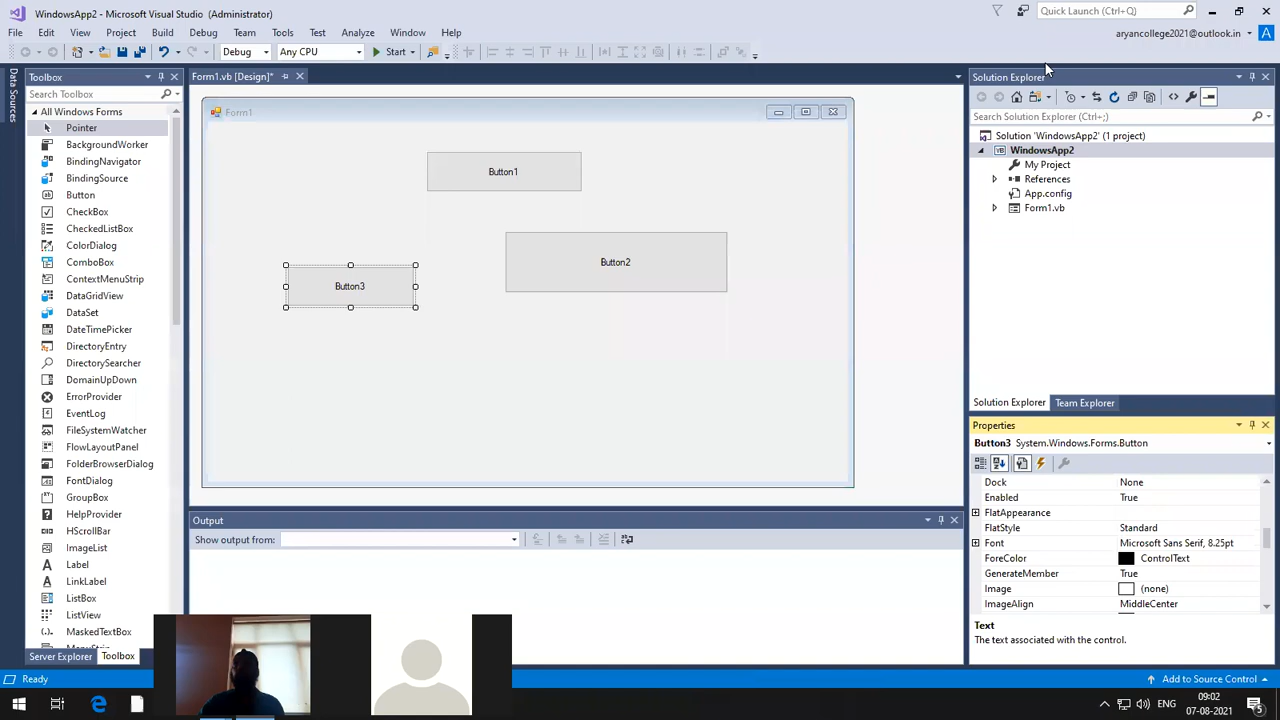 WindowsApp2 - Microsoft Visual Studio (Administrator)
Quick Launch (Ctrl+Q)
File Edit View Project Build Debug Team Tools Test Analyze Window Help
aryancollege2021@outlook.in
A
Debug Any CPU Start
Data Sources
Toolbox
Search Toolbox
All Windows Forms
Pointer
BackgroundWorker
BindingNavigator
BindingSource
Button
CheckBox
CheckedListBox
ColorDialog
ComboBox
ContextMenuStrip
DataGridView
DataSet
DateTimePicker
DirectoryEntry
DirectorySearcher
DomainUpDown
ErrorProvider
EventLog
FileSystemWatcher
FlowLayoutPanel
FolderBrowserDialog
FontDialog
GroupBox
HelpProvider
HScrollBar
ImageList
Label
LinkLabel
ListBox
ListView
MaskedTextBox
Server Explorer Toolbox
Form1.vb [Design]*
Form1
Button1
Button2
Button3
Output
Show output from:
Solution Explorer
Search Solution Explorer (Ctrl+;)
Solution 'WindowsApp2' (1 project)
VB WindowsApp2
My Project
References
App.config
Form1.vb
Solution Explorer Team Explorer
Properties
Button3 System.Windows.Forms.Button
Dock None
Enabled True
FlatAppearance
FlatStyle Standard
Font Microsoft Sans Serif, 8.25pt
ForeColor ControlText
GenerateMember True
Image (none)
ImageAlign MiddleCenter
Text
The text associated with the control.
Ready
Add to Source Control
ENG
09:02
07-08-2021